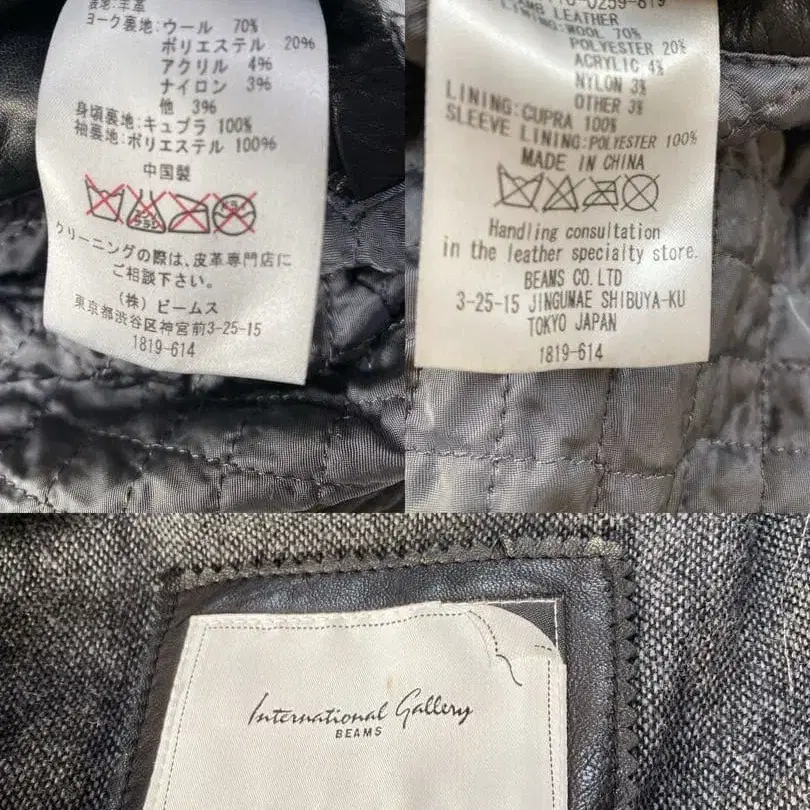 表地:羊革
ヨーク裏地:ウール 70%
ポリエステル 20%
アクリル 4%
ナイロン 3%
他 3%
身頃裏地:キュプラ 100%
袖裏地:ポリエステル 100%
中国製
クリーニングの際は、皮革専門店に
ご相談下さい。
(株) ビームス
東京都渋谷区神宮前3-25-15
1819-614
0259-819
LAMB LEATHER
LINING:WOOL 70%
POLYESTER 20%
ACRYLIC 4%
NYLON 3%
OTHER 3%
LINING:CUPRA 100%
SLEEVE LINING:POLYESTER 100%
MADE IN CHINA
Handling consultation
in the leather specialty store.
BEAMS CO.LTD
3-25-15 JINGUMAE SHIBUYA-KU
TOKYO JAPAN
1819-614
International Gallery
BEAMS